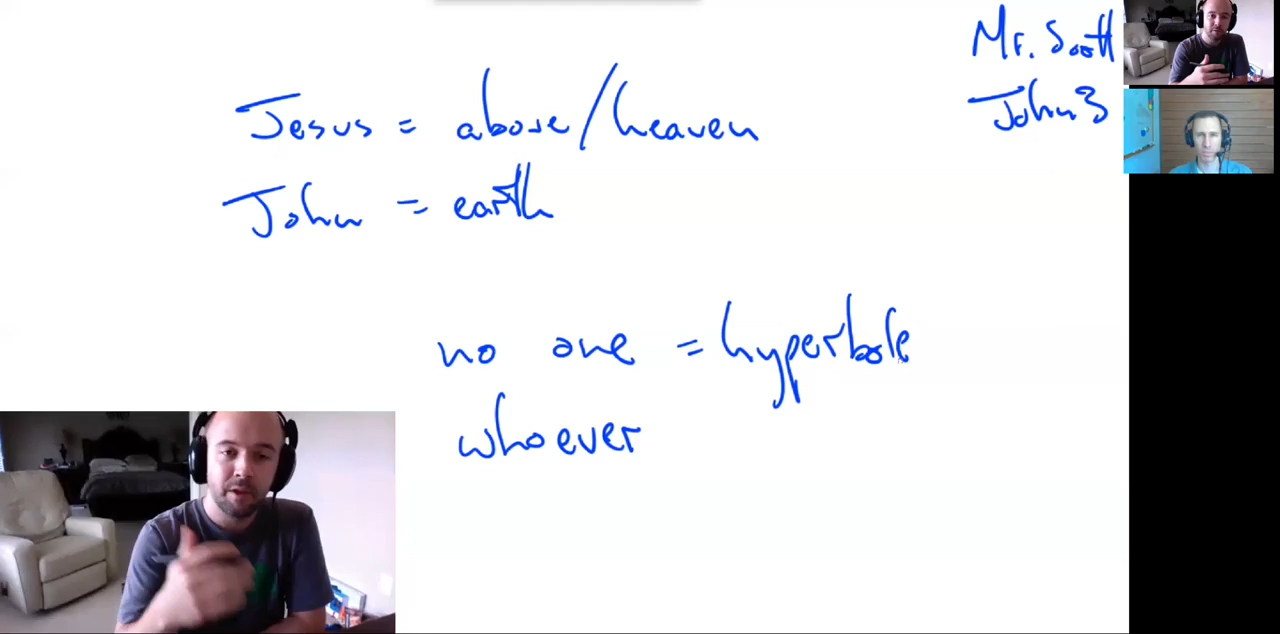 Mr. Scott
John 3
Jesus = above/heaven
John = earth
no one = hyperbole
whoever